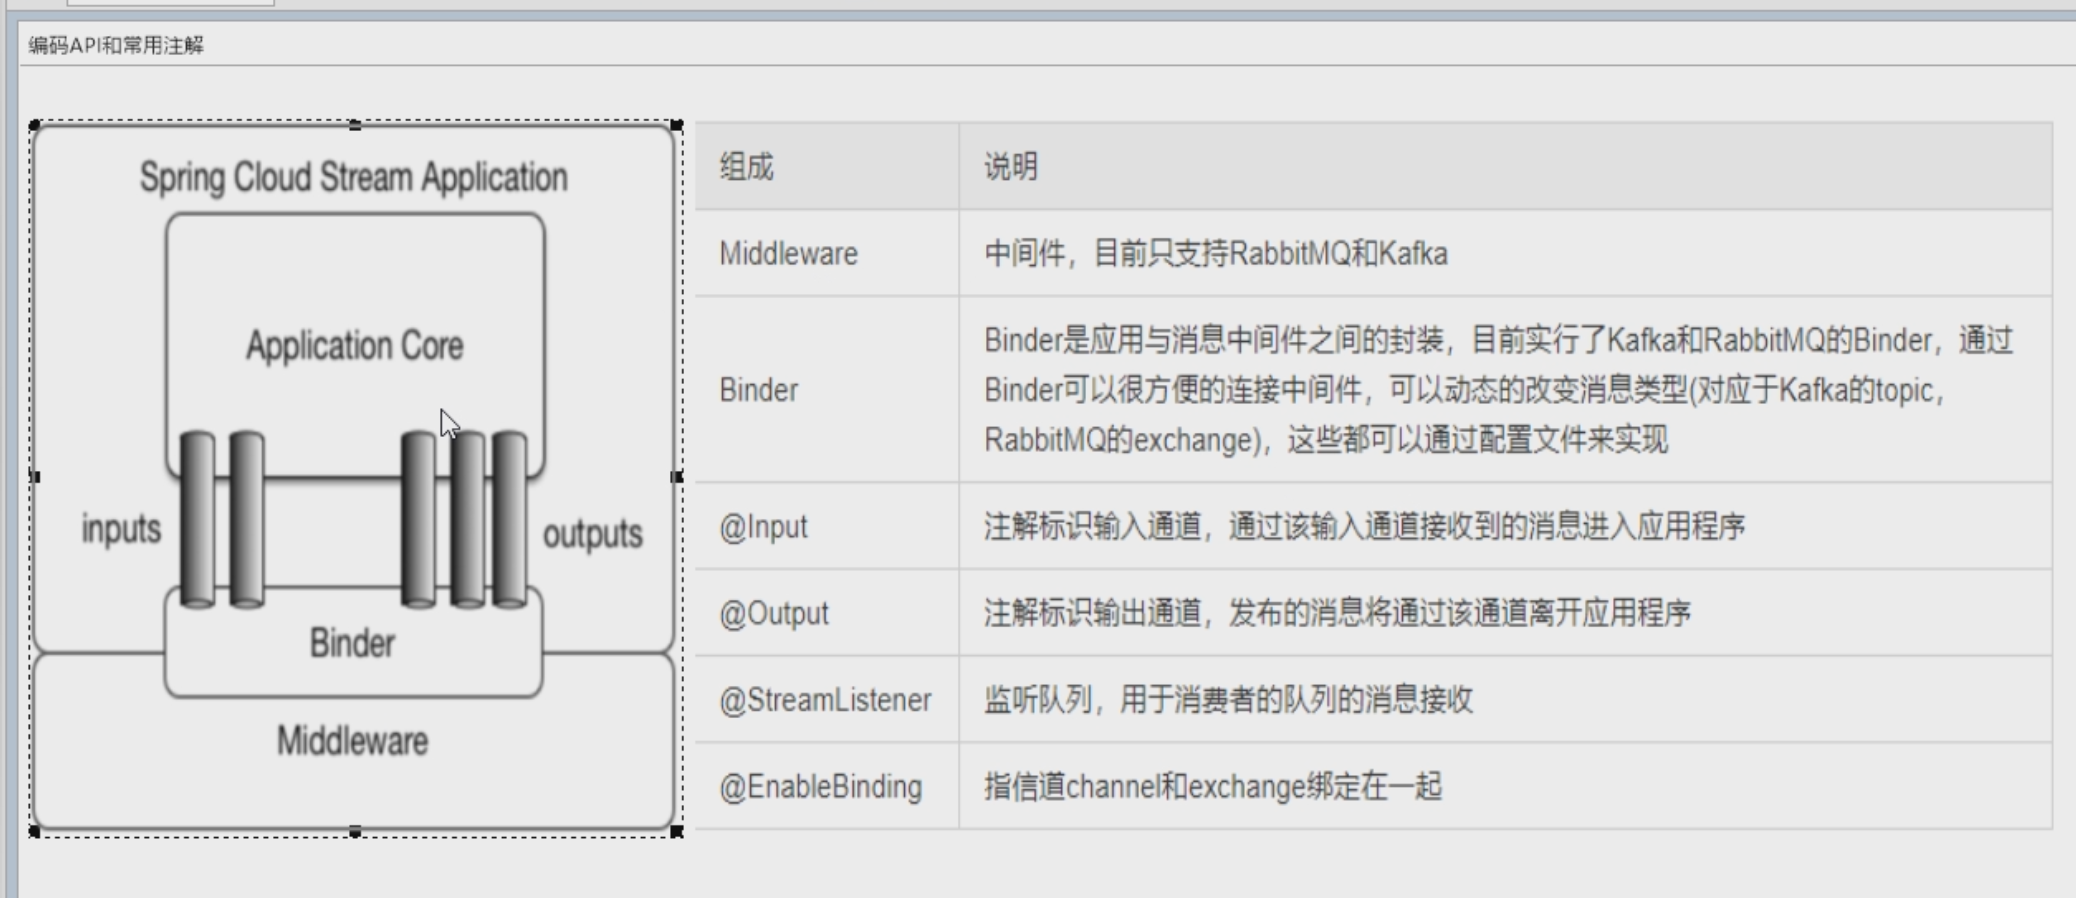 编码API和常用注解
Spring Cloud Stream Application
Application Core
inputs
outputs
Binder
Middleware
组成 说明
Middleware 中间件，目前只支持RabbitMQ和Kafka
Binder Binder是应用与消息中间件之间的封装，目前实行了Kafka和RabbitMQ的Binder，通过
Binder可以很方便的连接中间件，可以动态的改变消息类型(对应于Kafka的topic，
RabbitMQ的exchange)，这些都可以通过配置文件来实现
@Input 注解标识输入通道，通过该输入通道接收到的消息进入应用程序
@Output 注解标识输出通道，发布的消息将通过该通道离开应用程序
@StreamListener 监听队列，用于消费者的队列的消息接收
@EnableBinding 指信道channel和exchange绑定在一起